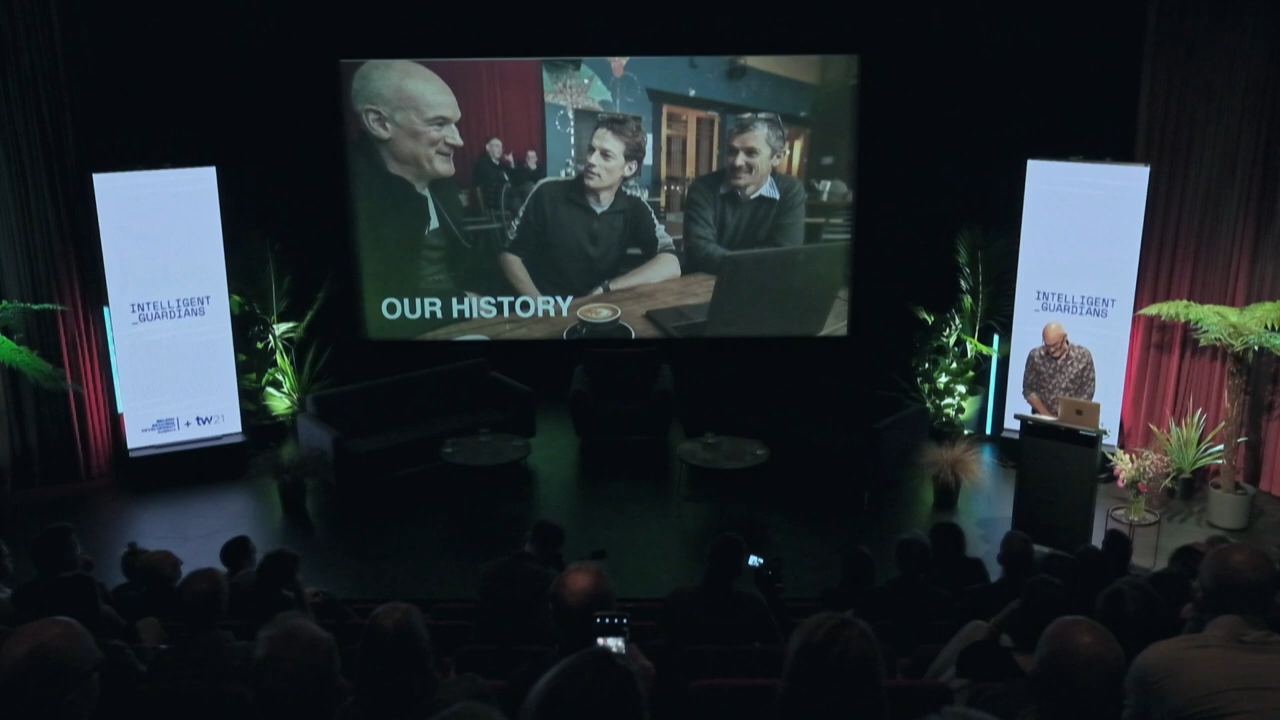 OUR HISTORY
INTELLIGENT
_GUARDIANS
+ tw21
INTELLIGENT
_GUARDIANS